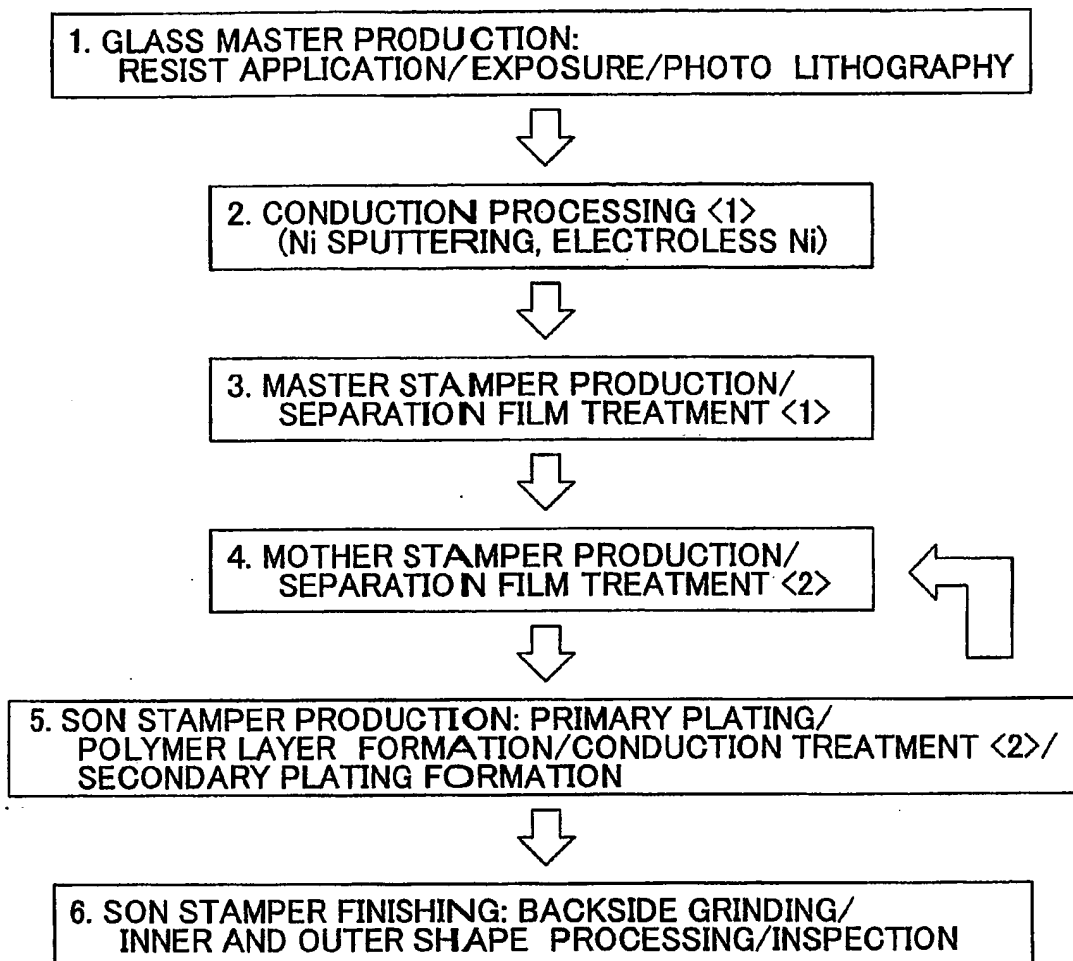 1. GLASS MASTER PRODUCTION:
RESIST APPLICATION/EXPOSURE/PHOTO LITHOGRAPHY
2. CONDUCTION PROCESSING <1>
(Ni SPUTTERING, ELECTROLESS Ni)
3. MASTER STAMPER PRODUCTION/
SEPARATION FILM TREATMENT <1>
4. MOTHER STAMPER PRODUCTION/
SEPARATION FILM TREATMENT <2>
5. SON STAMPER PRODUCTION: PRIMARY PLATING/
POLYMER LAYER FORMATION/CONDUCTION TREATMENT <2>/
SECONDARY PLATING FORMATION
6. SON STAMPER FINISHING: BACKSIDE GRINDING/
INNER AND OUTER SHAPE PROCESSING/INSPECTION